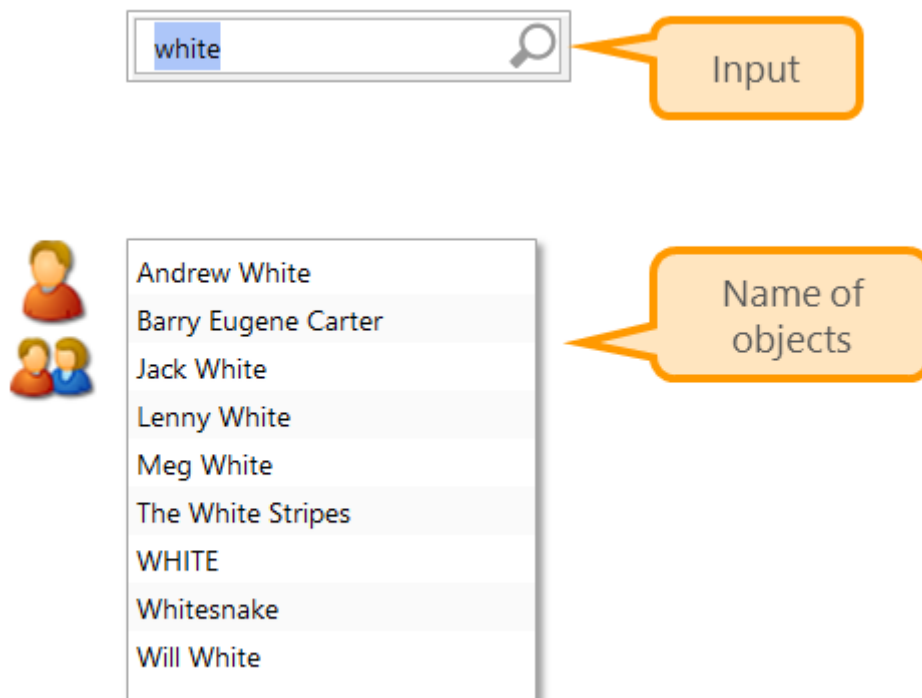 white
Input
Andrew White
Barry Eugene Carter
Jack White
Lenny White
Meg White
The White Stripes
WHITE
Whitesnake
Will White
Name of
objects